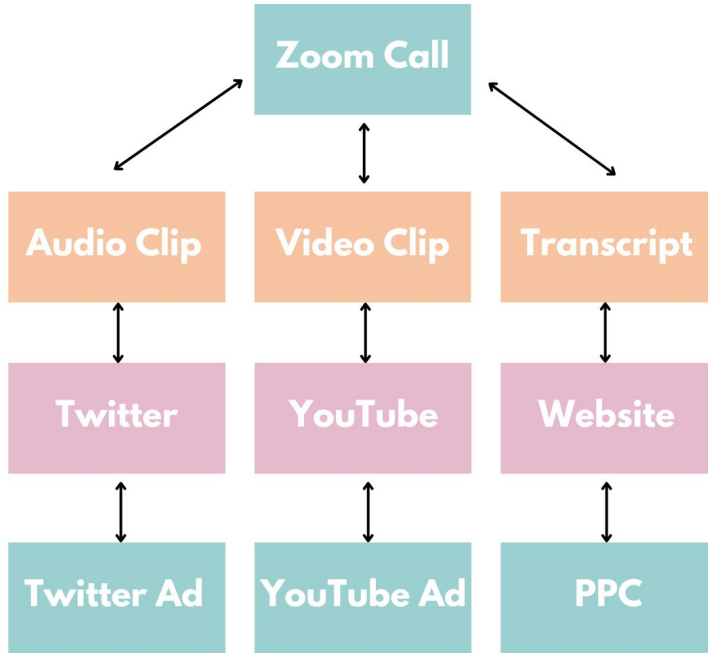 Zoom Call
Audio Clip
Video Clip
Transcript
Twitter
YouTube
Website
Twitter Ad
YouTube Ad
PPC